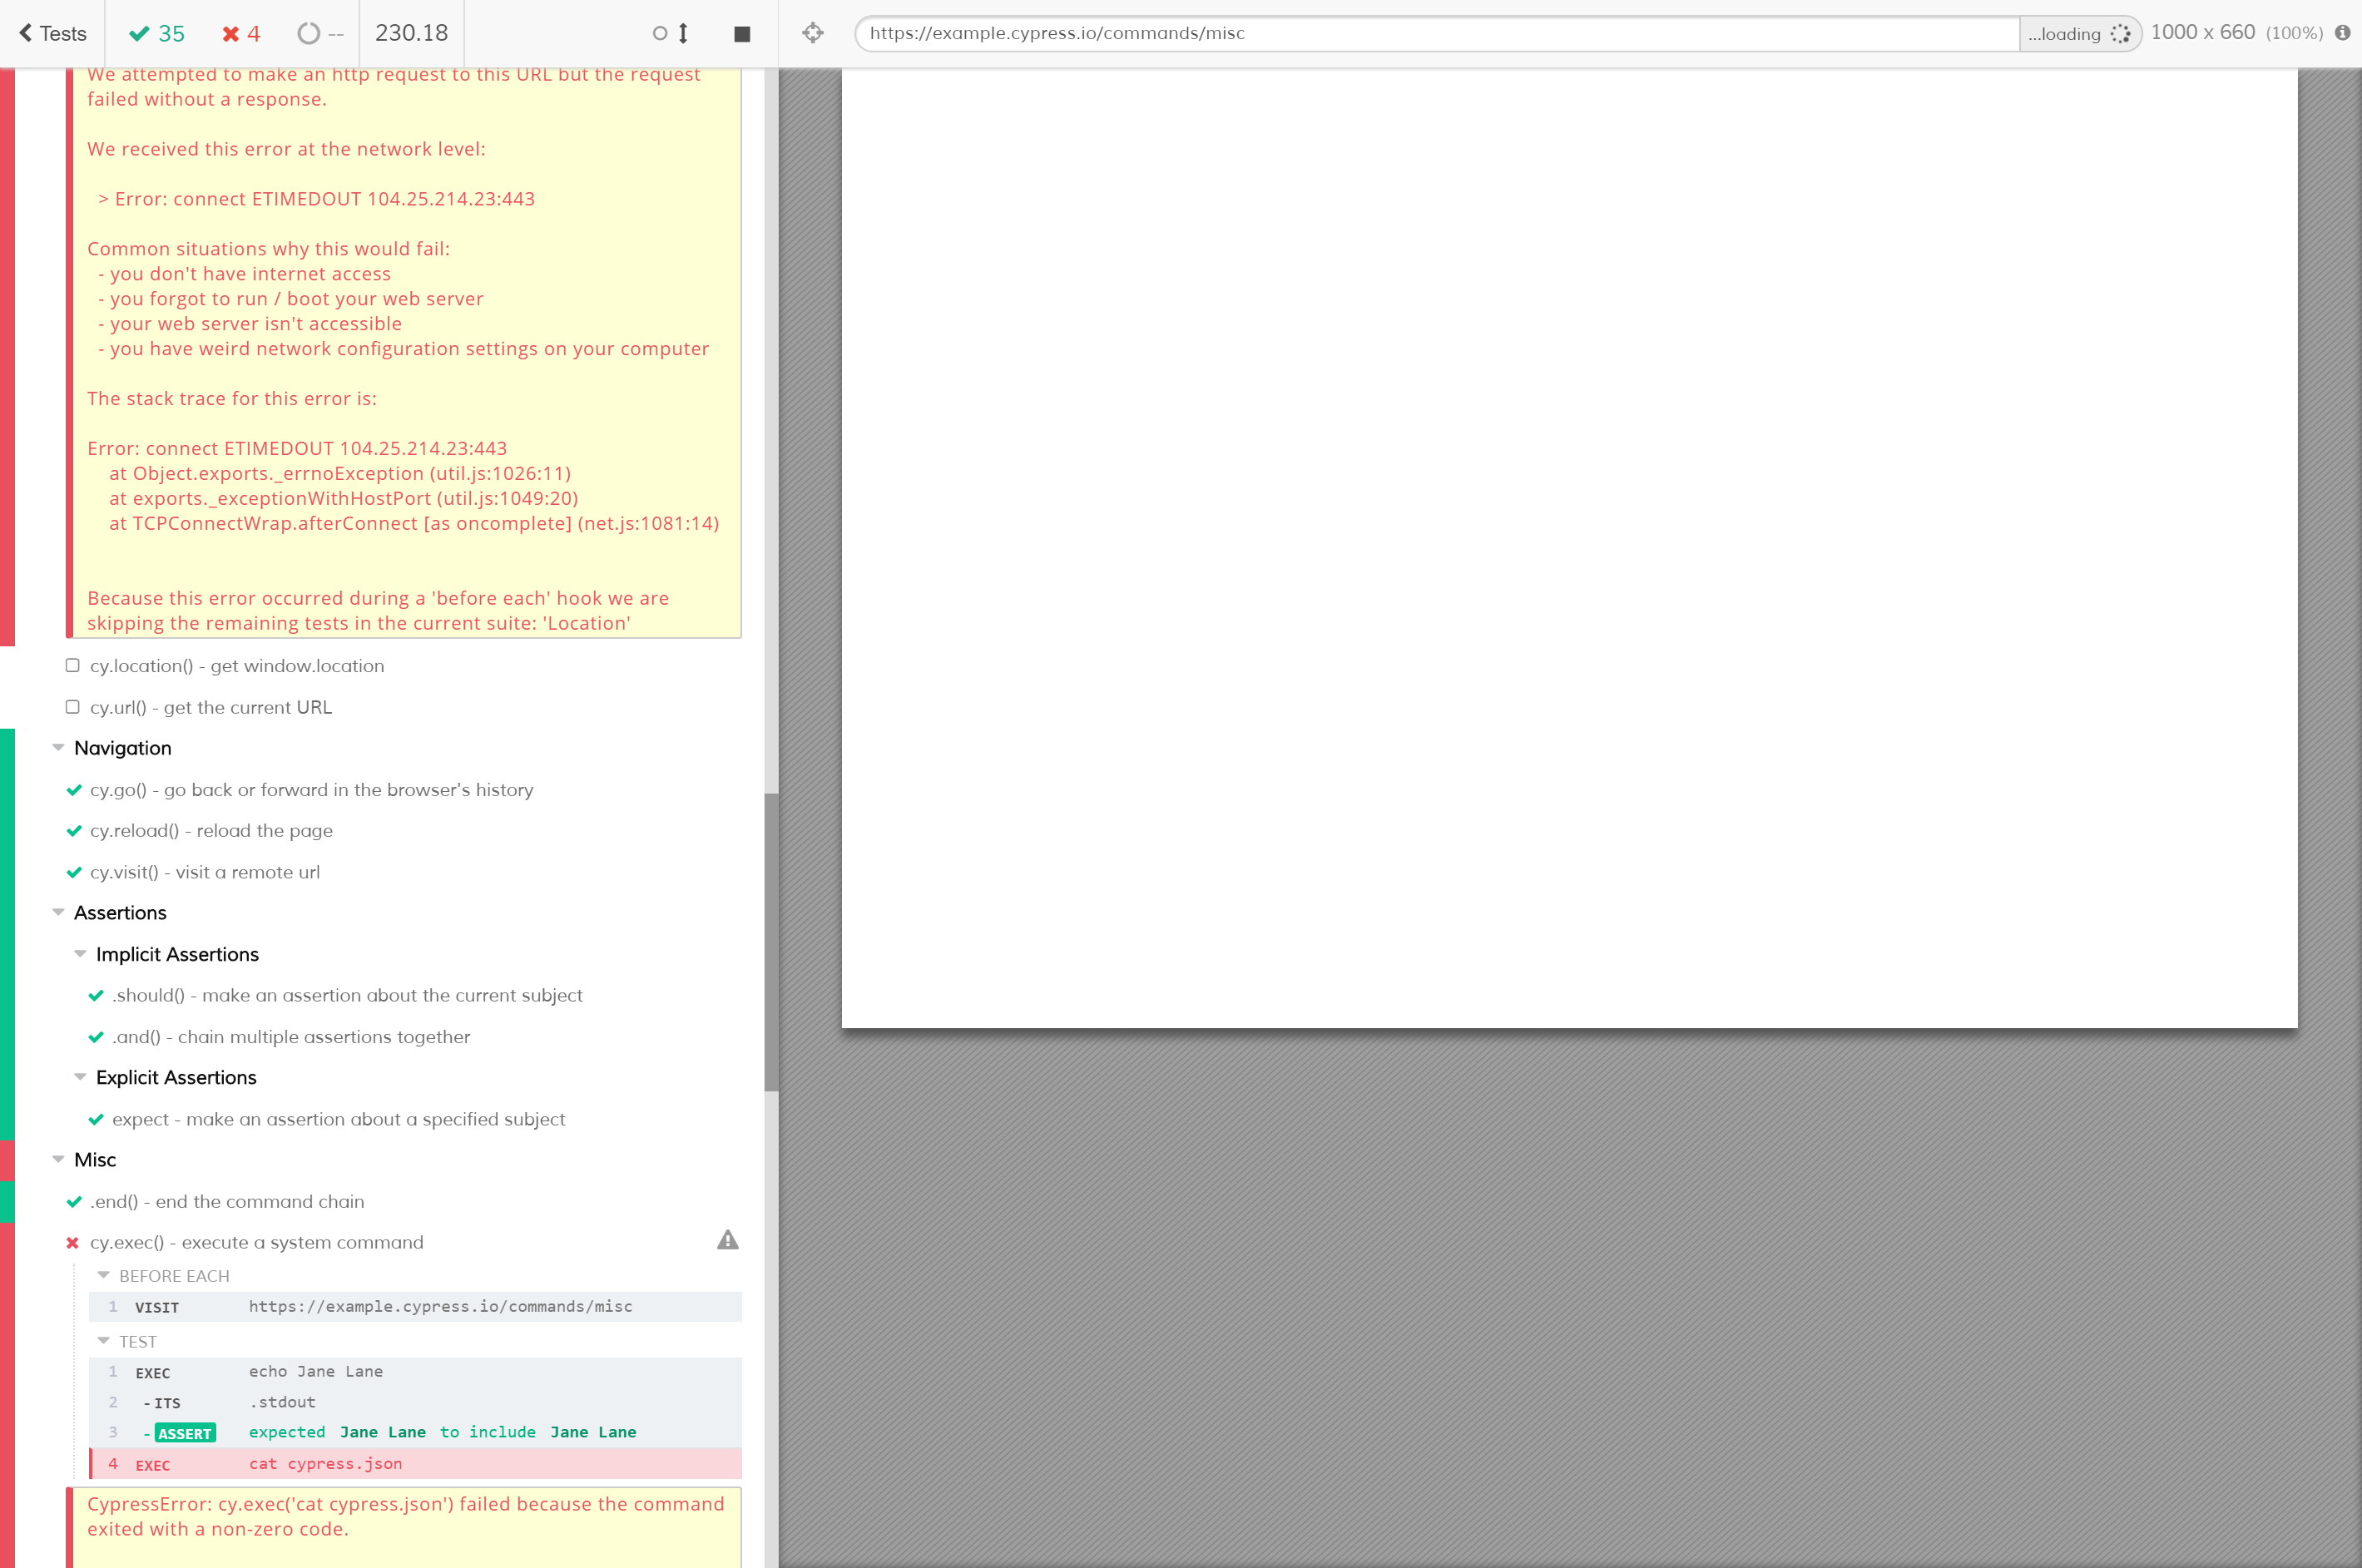 Tests
35
4
--
230.18
https://example.cypress.io/commands/misc
...loading
1000 x 660 (100%)
We attempted to make an http request to this URL but the request
failed without a response.
We received this error at the network level:
> Error: connect ETIMEDOUT 104.25.214.23:443
Common situations why this would fail:
- you don't have internet access
- you forgot to run / boot your web server
- your web server isn't accessible
- you have weird network configuration settings on your computer
The stack trace for this error is:
Error: connect ETIMEDOUT 104.25.214.23:443
at Object.exports._errnoException (util.js:1026:11)
at exports._exceptionWithHostPort (util.js:1049:20)
at TCPConnectWrap.afterConnect [as oncomplete] (net.js:1081:14)
Because this error occurred during a 'before each' hook we are
skipping the remaining tests in the current suite: 'Location'
cy.location() - get window.location
cy.url() - get the current URL
Navigation
cy.go() - go back or forward in the browser's history
cy.reload() - reload the page
cy.visit() - visit a remote url
Assertions
Implicit Assertions
.should() - make an assertion about the current subject
.and() - chain multiple assertions together
Explicit Assertions
expect - make an assertion about a specified subject
Misc
.end() - end the command chain
cy.exec() - execute a system command
BEFORE EACH
1 VISIT https://example.cypress.io/commands/misc
TEST
1 EXEC echo Jane Lane
2 - ITS .stdout
3 - ASSERT expected Jane Lane to include Jane Lane
4 EXEC cat cypress.json
CypressError: cy.exec('cat cypress.json') failed because the command
exited with a non-zero code.